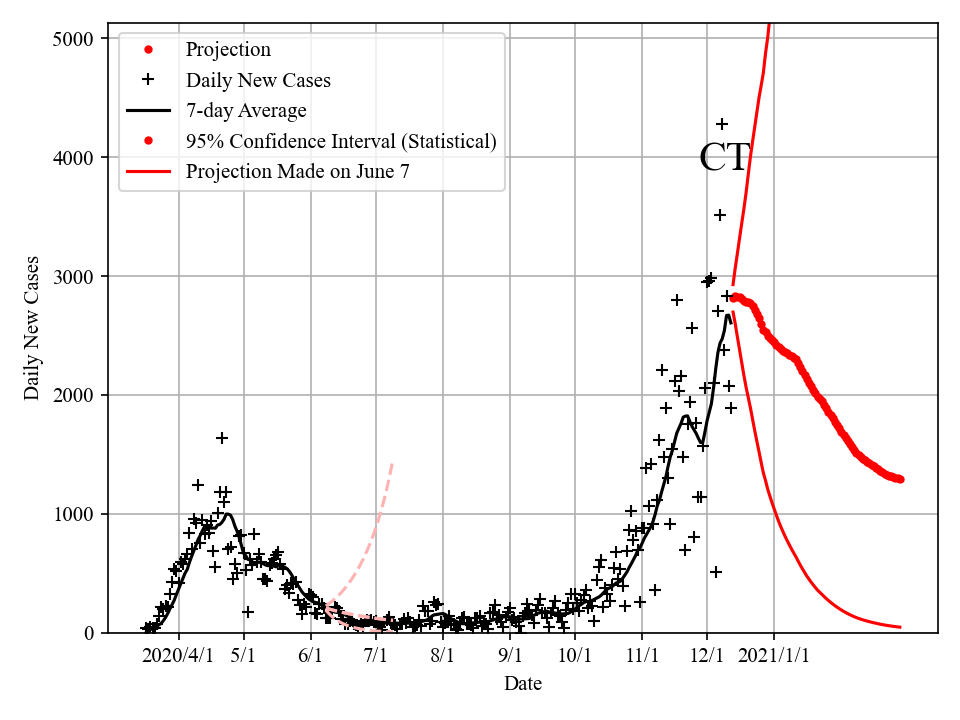 5000
4000
3000
2000
1000
0
Daily New Cases
Projection
Daily New Cases
7-day Average
95% Confidence Interval (Statistical)
Projection Made on June 7
CT
2020/4/1 5/1 6/1 7/1 8/1 9/1 10/1 11/1 12/1 2021/1/1
Date